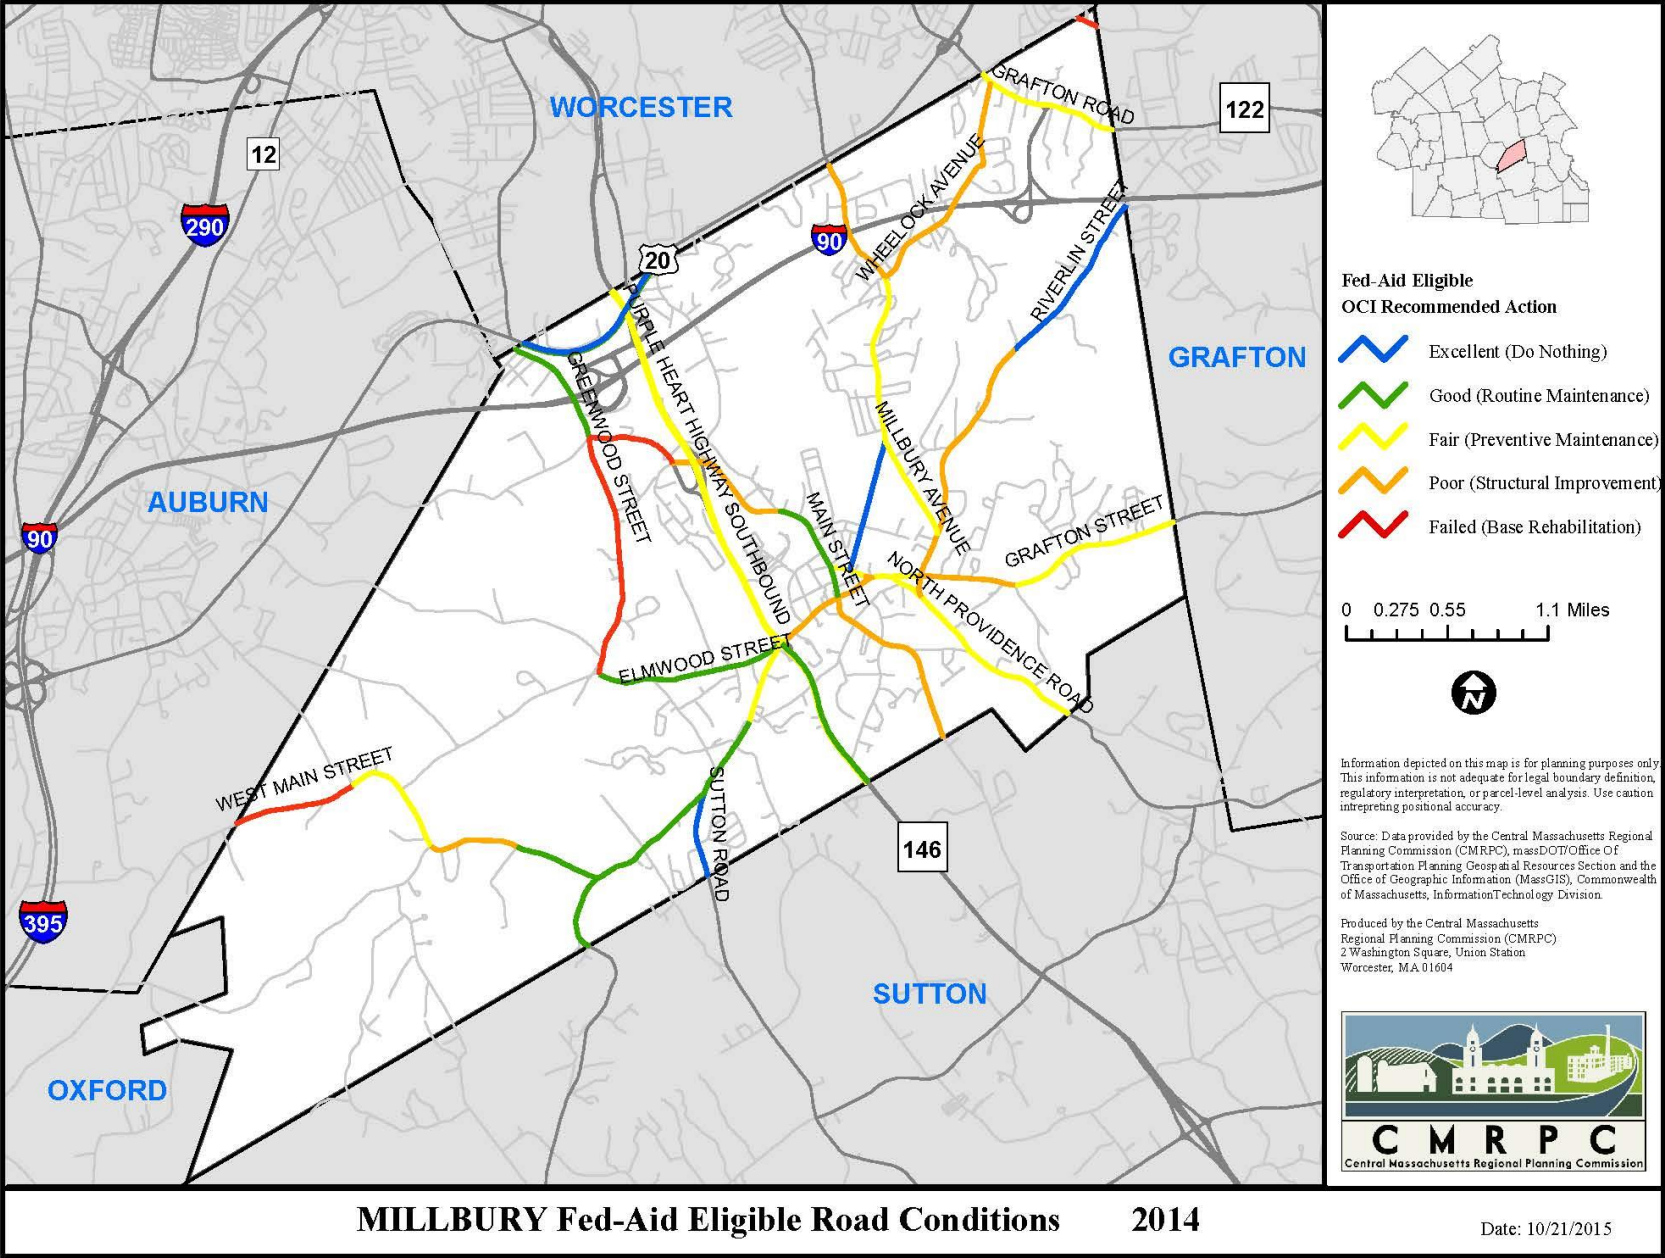 WORCESTER
GRAFTON ROAD
122
12
290
90
20
WHEELOCK AVENUE
RIVERLIN STREET
PURPLE HEART HIGHWAY SOUTHBOUND
GREENWOOD STREET
GRAFTON
MILLBURY AVENUE
AUBURN
MAIN STREET
GRAFTON STREET
90
NORTH PROVIDENCE ROAD
ELMWOOD STREET
WEST MAIN STREET
SUTTON ROAD
146
395
SUTTON
OXFORD
Fed-Aid Eligible
OCI Recommended Action
Excellent (Do Nothing)
Good (Routine Maintenance)
Fair (Preventive Maintenance)
Poor (Structural Improvement)
Failed (Base Rehabilitation)
0 0.275 0.55 1.1 Miles
N
Information depicted on this map is for planning purposes only.
This information is not adequate for legal boundary definition,
regulatory interpretation, or parcel-level analysis. Use caution
intrepreting positional accuracy.
Source: Data provided by the Central Massachusetts Regional
Planning Commission (CMRPC), massDOT/Office Of
Transportation Planning Geospatial Resources Section and the
Office of Geographic Information (MassGIS), Commonwealth
of Massachusetts, InformationTechnology Division.
Produced by the Central Massachusetts
Regional Planning Commission (CMRPC)
2 Washington Square, Union Station
Worcester, MA 01604
CMRPC
Central Massachusetts Regional Planning Commission
MILLBURY Fed-Aid Eligible Road Conditions 2014
Date: 10/21/2015